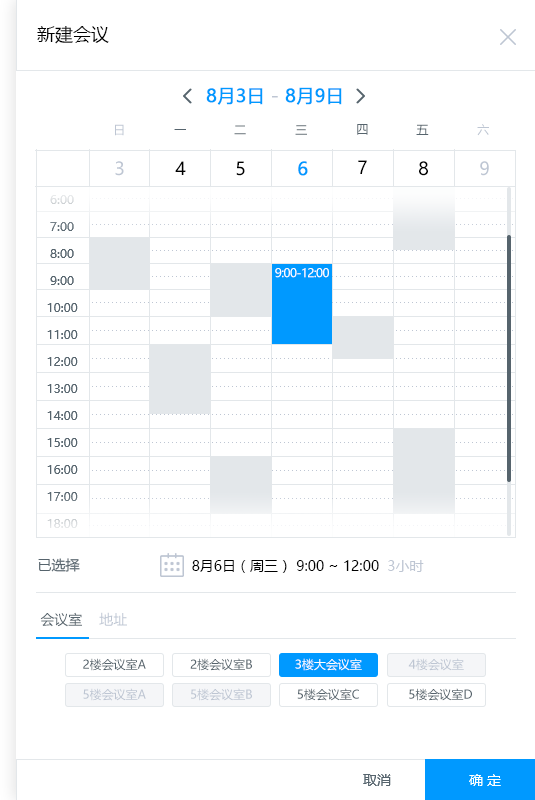 新建会议
8月3日 - 8月9日
日 一 二 三 四 五 六
3 4 5 6 7 8 9
6:00
7:00
8:00
9:00 9:00-12:00
10:00
11:00
12:00
13:00
14:00
15:00
16:00
17:00
18:00
已选择 8月6日（周三）9:00 ~ 12:00 3小时
会议室 地址
2楼会议室A 2楼会议室B 3楼大会议室 4楼会议室
5楼会议室A 5楼会议室B 5楼会议室C 5楼会议室D
取消 确 定